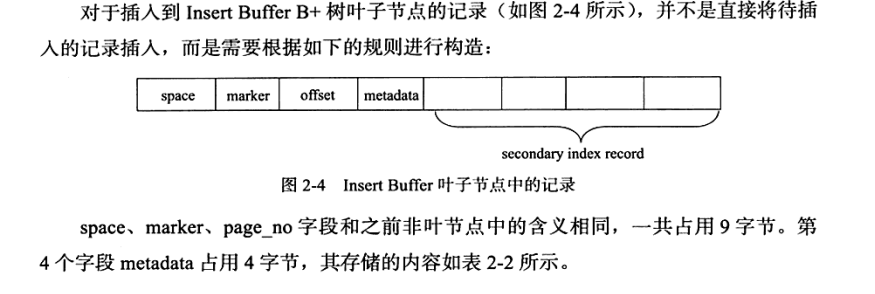 对于插入到 Insert Buffer B+ 树叶子节点的记录（如图 2-4 所示），并不是直接将待插
入的记录插入，而是需要根据如下的规则进行构造：
space marker offset metadata
secondary index record
图 2-4 Insert Buffer 叶子节点中的记录
space、marker、page_no 字段和之前非叶节点中的含义相同，一共占用 9 字节。第
4 个字段 metadata 占用 4 字节，其存储的内容如表 2-2 所示。